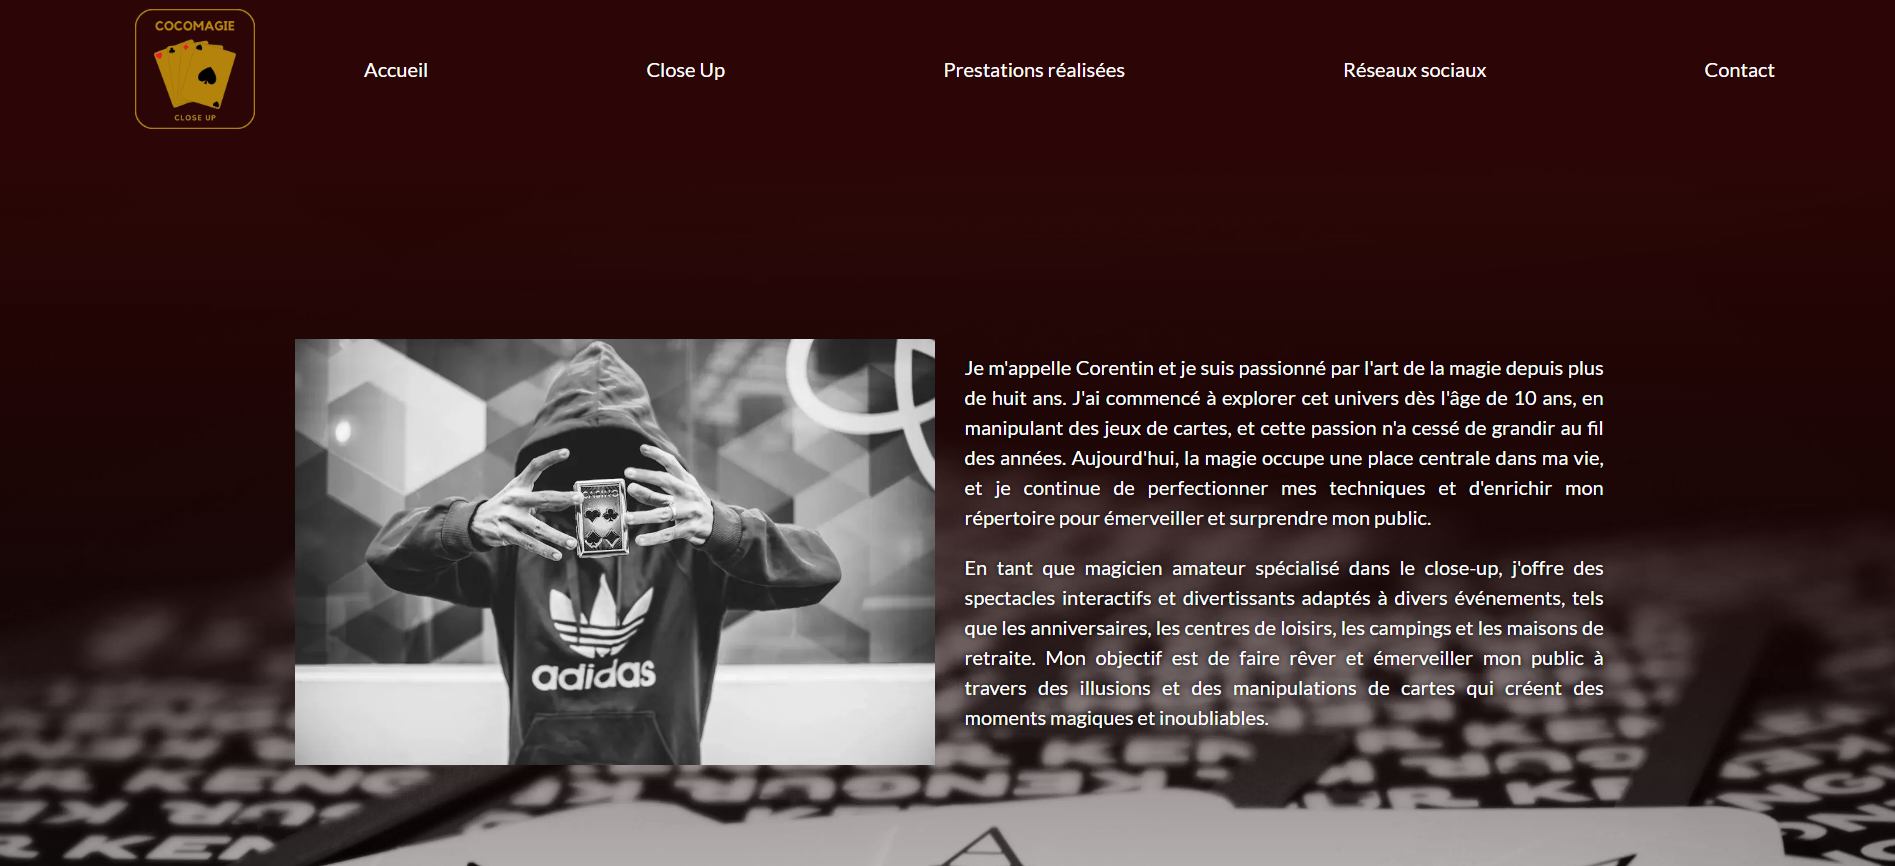 COCOMAGIE
CLOSE UP
Accueil
Close Up
Prestations réalisées
Réseaux sociaux
Contact
CASINO
adidas
Je m'appelle Corentin et je suis passionné par l'art de la magie depuis plus
de huit ans. J'ai commencé à explorer cet univers dès l'âge de 10 ans, en
manipulant des jeux de cartes, et cette passion n'a cessé de grandir au fil
des années. Aujourd'hui, la magie occupe une place centrale dans ma vie,
et je continue de perfectionner mes techniques et d'enrichir mon
répertoire pour émerveiller et surprendre mon public.
En tant que magicien amateur spécialisé dans le close-up, j'offre des
spectacles interactifs et divertissants adaptés à divers événements, tels
que les anniversaires, les centres de loisirs, les campings et les maisons de
retraite. Mon objectif est de faire rêver et émerveiller mon public à
travers des illusions et des manipulations de cartes qui créent des
moments magiques et inoubliables.